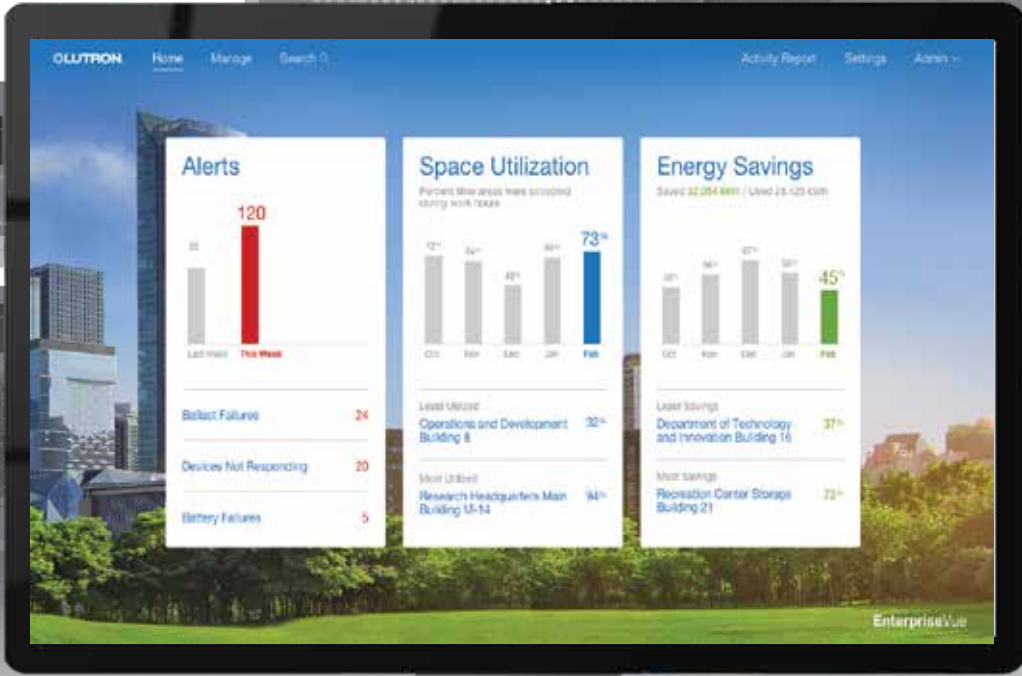 LUTRON
Home Manage Search
Activity Report Settings Admin
Alerts
120
Last Week This Week
Ballast Failures 24
Devices Not Responding 20
Battery Failures 5
Space Utilization
Percent time areas were occupied
during work hours
73%
Oct Nov Dec Jan Feb
Least Utilized
Operations and Development 32%
Building 8
Most Utilized
Research Headquarters Main 94%
Building
Energy Savings
Saved kWh / Used kWh
45%
Oct Nov Dec Jan Feb
Least Savings
Department of Technology 37%
and Innovation Building 16
Most Savings
Recreation Center Storage
Building 21
EnterpriseVue